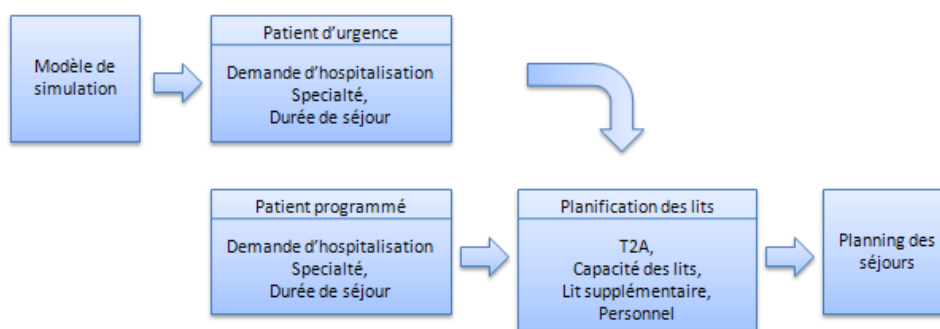 Modèle de
simulation
Patient d'urgence
Demande d'hospitalisation
Specialté,
Durée de séjour
Patient programmé
Demande d'hospitalisation
Specialté,
Durée de séjour
Planification des lits
T2A,
Capacité des lits,
Lit supplémentaire,
Personnel
Planning des
séjours